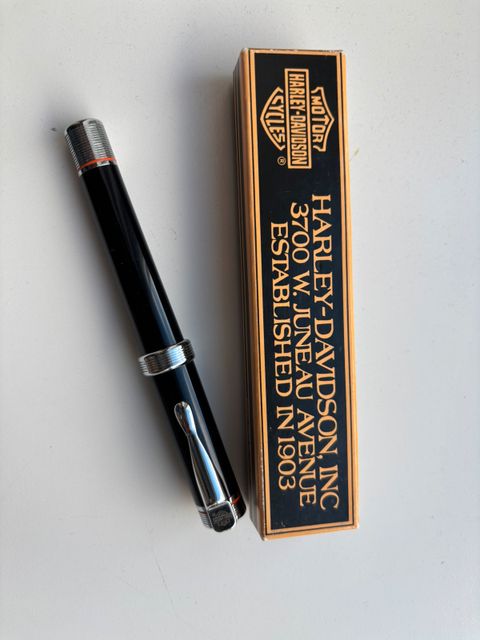 MOTOR
HARLEY-DAVIDSON
CYCLES
®
HARLEY-DAVIDSON, INC
3700 W. JUNEAU AVENUE
ESTABLISHED IN 1903